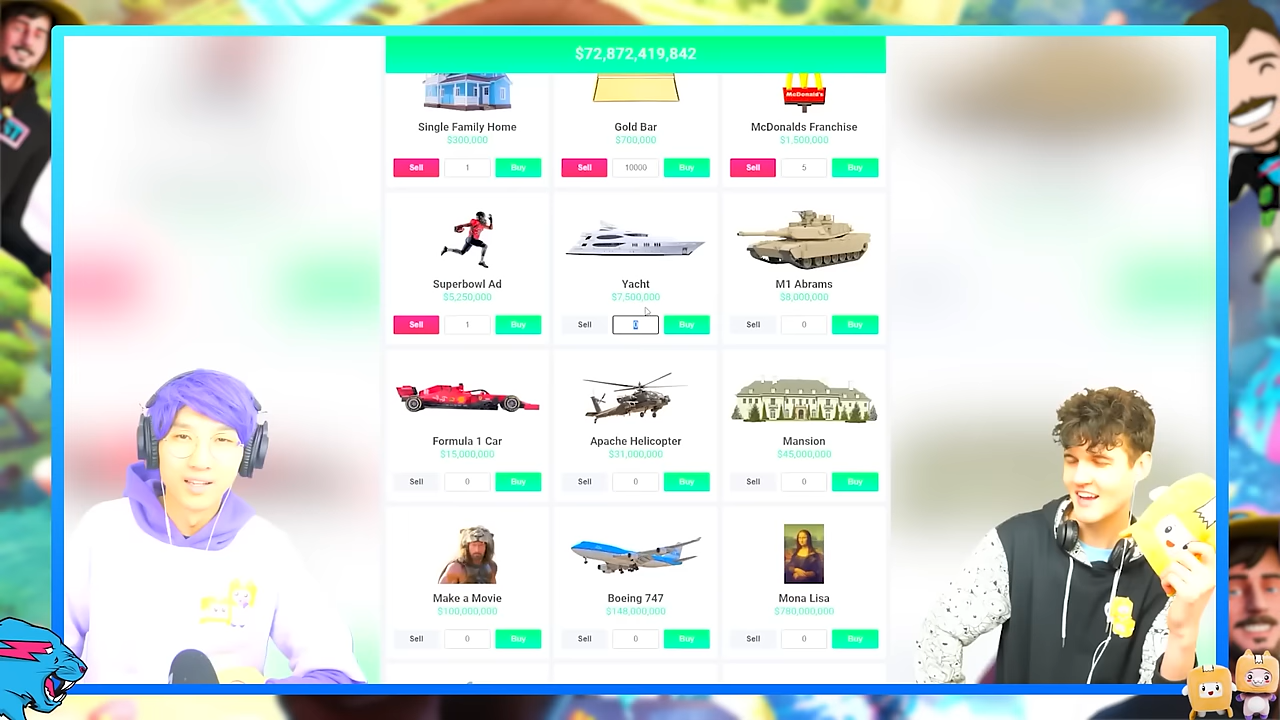 $72,872,419,842
McDonald's
Single Family Home
Gold Bar
McDonalds Franchise
$300,000
$700,000
$1,500,000
Sell 1 Buy
Sell 10000 Buy
Sell 5 Buy
Superbowl Ad
Yacht
M1 Abrams
$5,250,000
$7,500,000
$8,000,000
Sell 1 Buy
Sell 0 Buy
Sell 0 Buy
Formula 1 Car
Apache Helicopter
Mansion
$15,000,000
$31,000,000
$45,000,000
Sell 0 Buy
Sell 0 Buy
Sell 0 Buy
Make a Movie
Boeing 747
Mona Lisa
$100,000,000
$148,000,000
$780,000,000
Sell 0 Buy
Sell 0 Buy
Sell 0 Buy